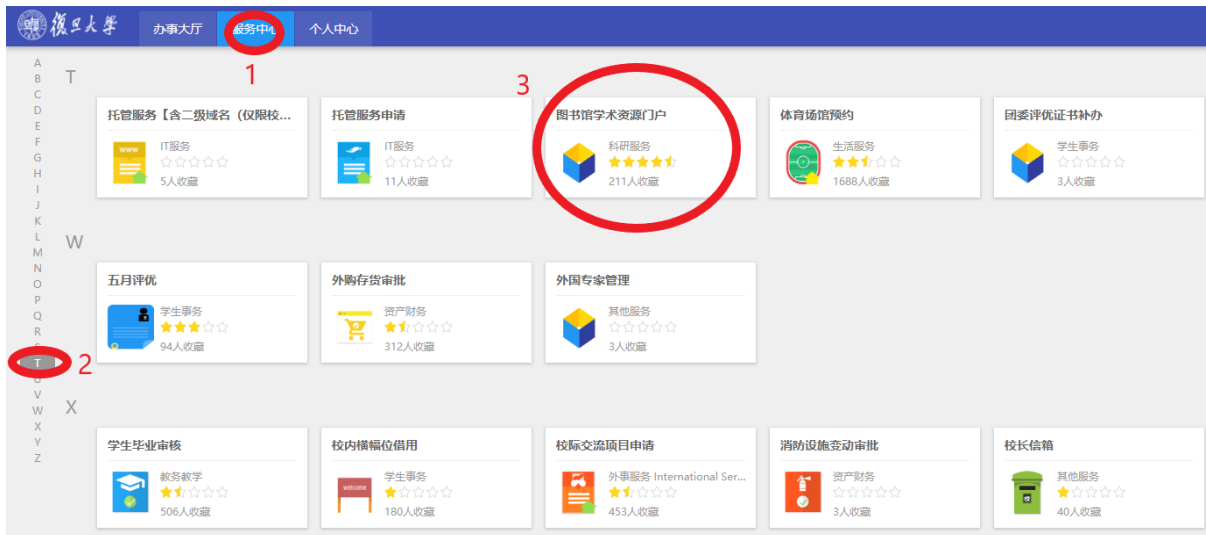 復旦大學
办事大厅
服务中心
个人中心
1
A
B
C
D
E
F
G
H
I
J
K
L
M
N
O
P
Q
R
S
T
U
V
W
X
Y
Z
2
T
3
托管服务【含二级域名（仅限校...
www
IT服务
5人收藏
托管服务申请
IT服务
11人收藏
图书馆学术资源门户
科研服务
211人收藏
体育场馆预约
生活服务
1688人收藏
团委评优证书补办
学生事务
3人收藏
W
五月评优
学生事务
94人收藏
外购存货审批
资产财务
312人收藏
外国专家管理
其他服务
3人收藏
X
学生毕业审核
教务教学
506人收藏
校内横幅位借用
welcome
学生事务
180人收藏
校际交流项目申请
外事服务 International Ser...
453人收藏
消防设施变动审批
资产财务
3人收藏
校长信箱
其他服务
40人收藏